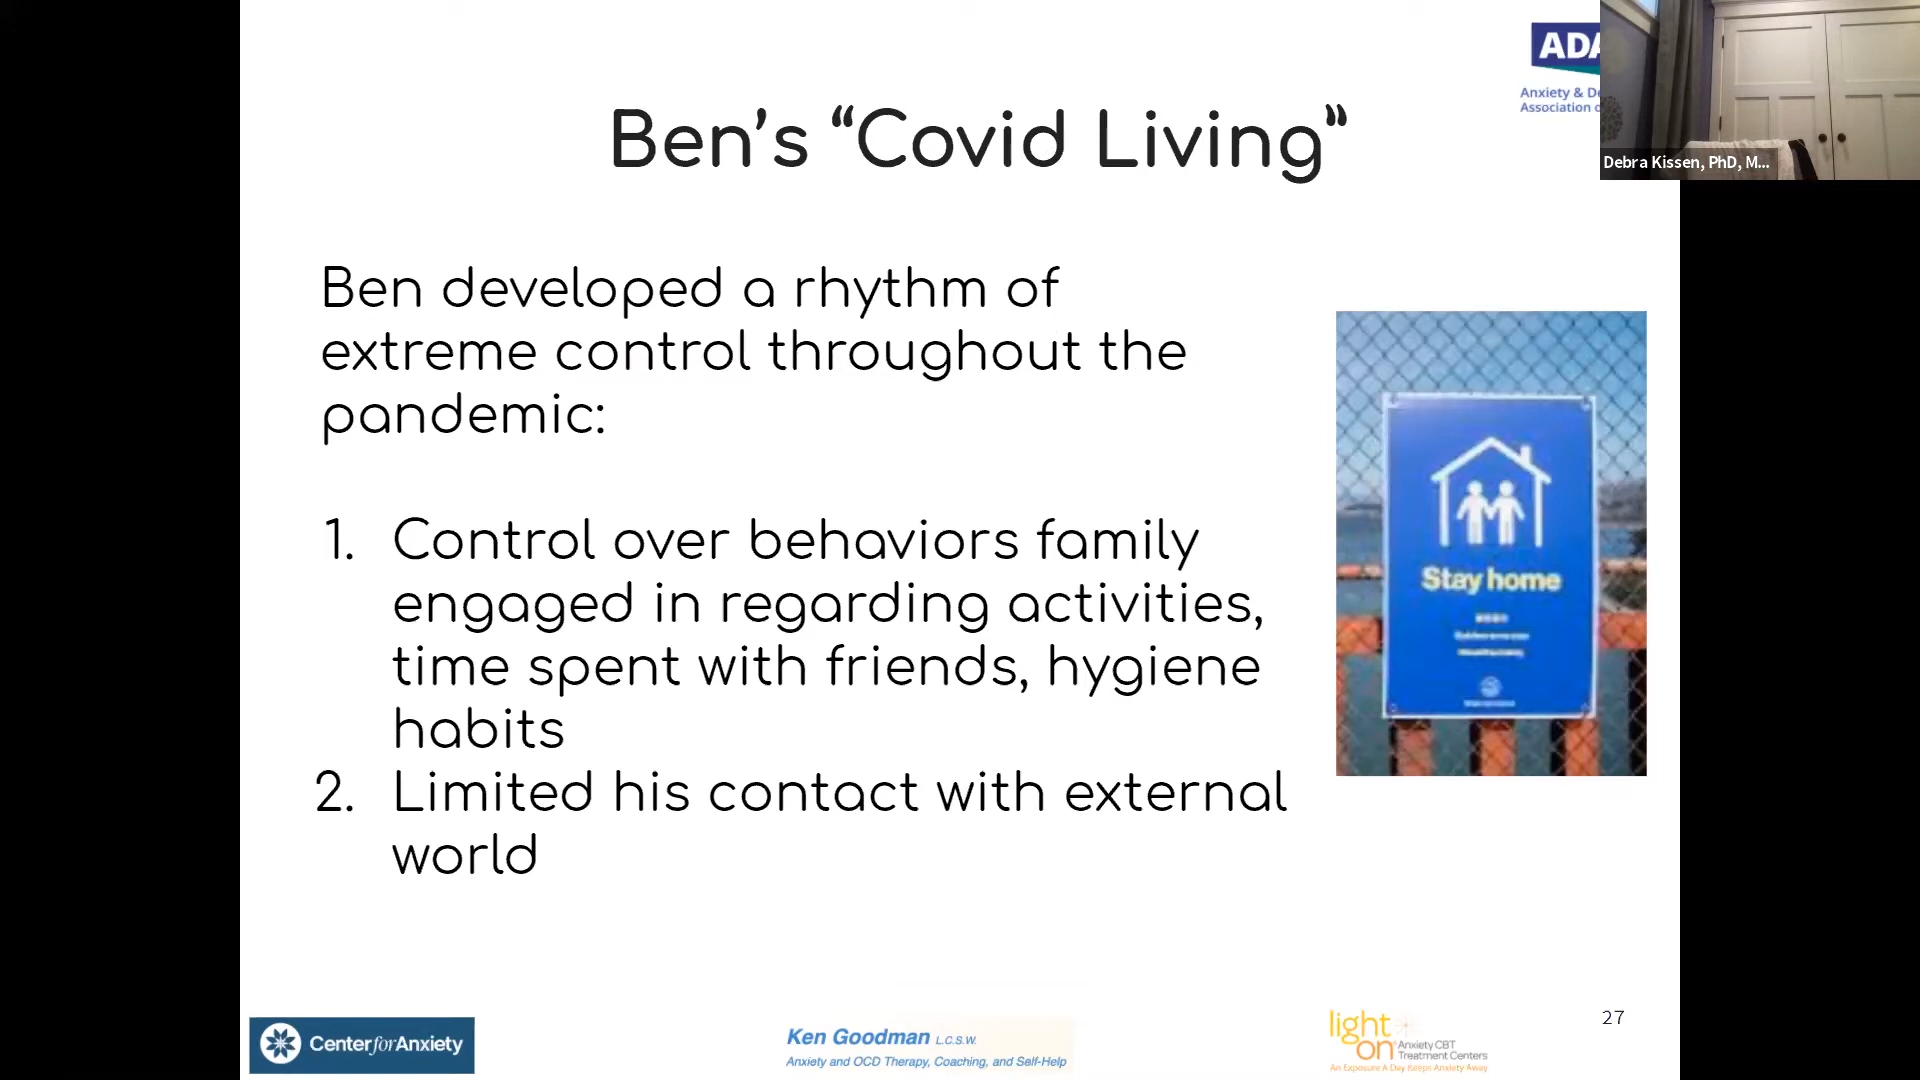 ADA
Anxiety & De
Association o
Debra Kissen, PhD, M...
Ben's “Covid Living”
Ben developed a rhythm of
extreme control throughout the
pandemic:
1. Control over behaviors family
engaged in regarding activities,
time spent with friends, hygiene
habits
2. Limited his contact with external
world
Stay home
CenterforAnxiety
Ken Goodman L.C.S.W.
Anxiety and OCD Therapy, Coaching, and Self-Help
light
on Anxiety CBT
Treatment Centers
An Exposure A Day Keeps Anxiety Away
27